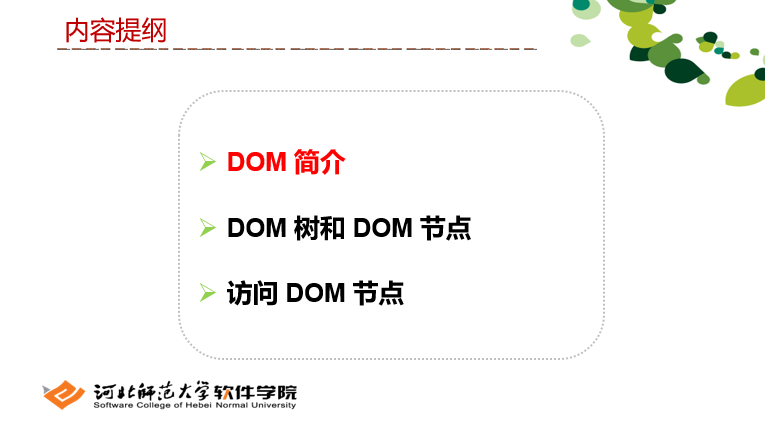 内容提纲
DOM 简介
DOM 树和 DOM 节点
访问 DOM 节点
河北师范大学软件学院
Software College of Hebei Normal University